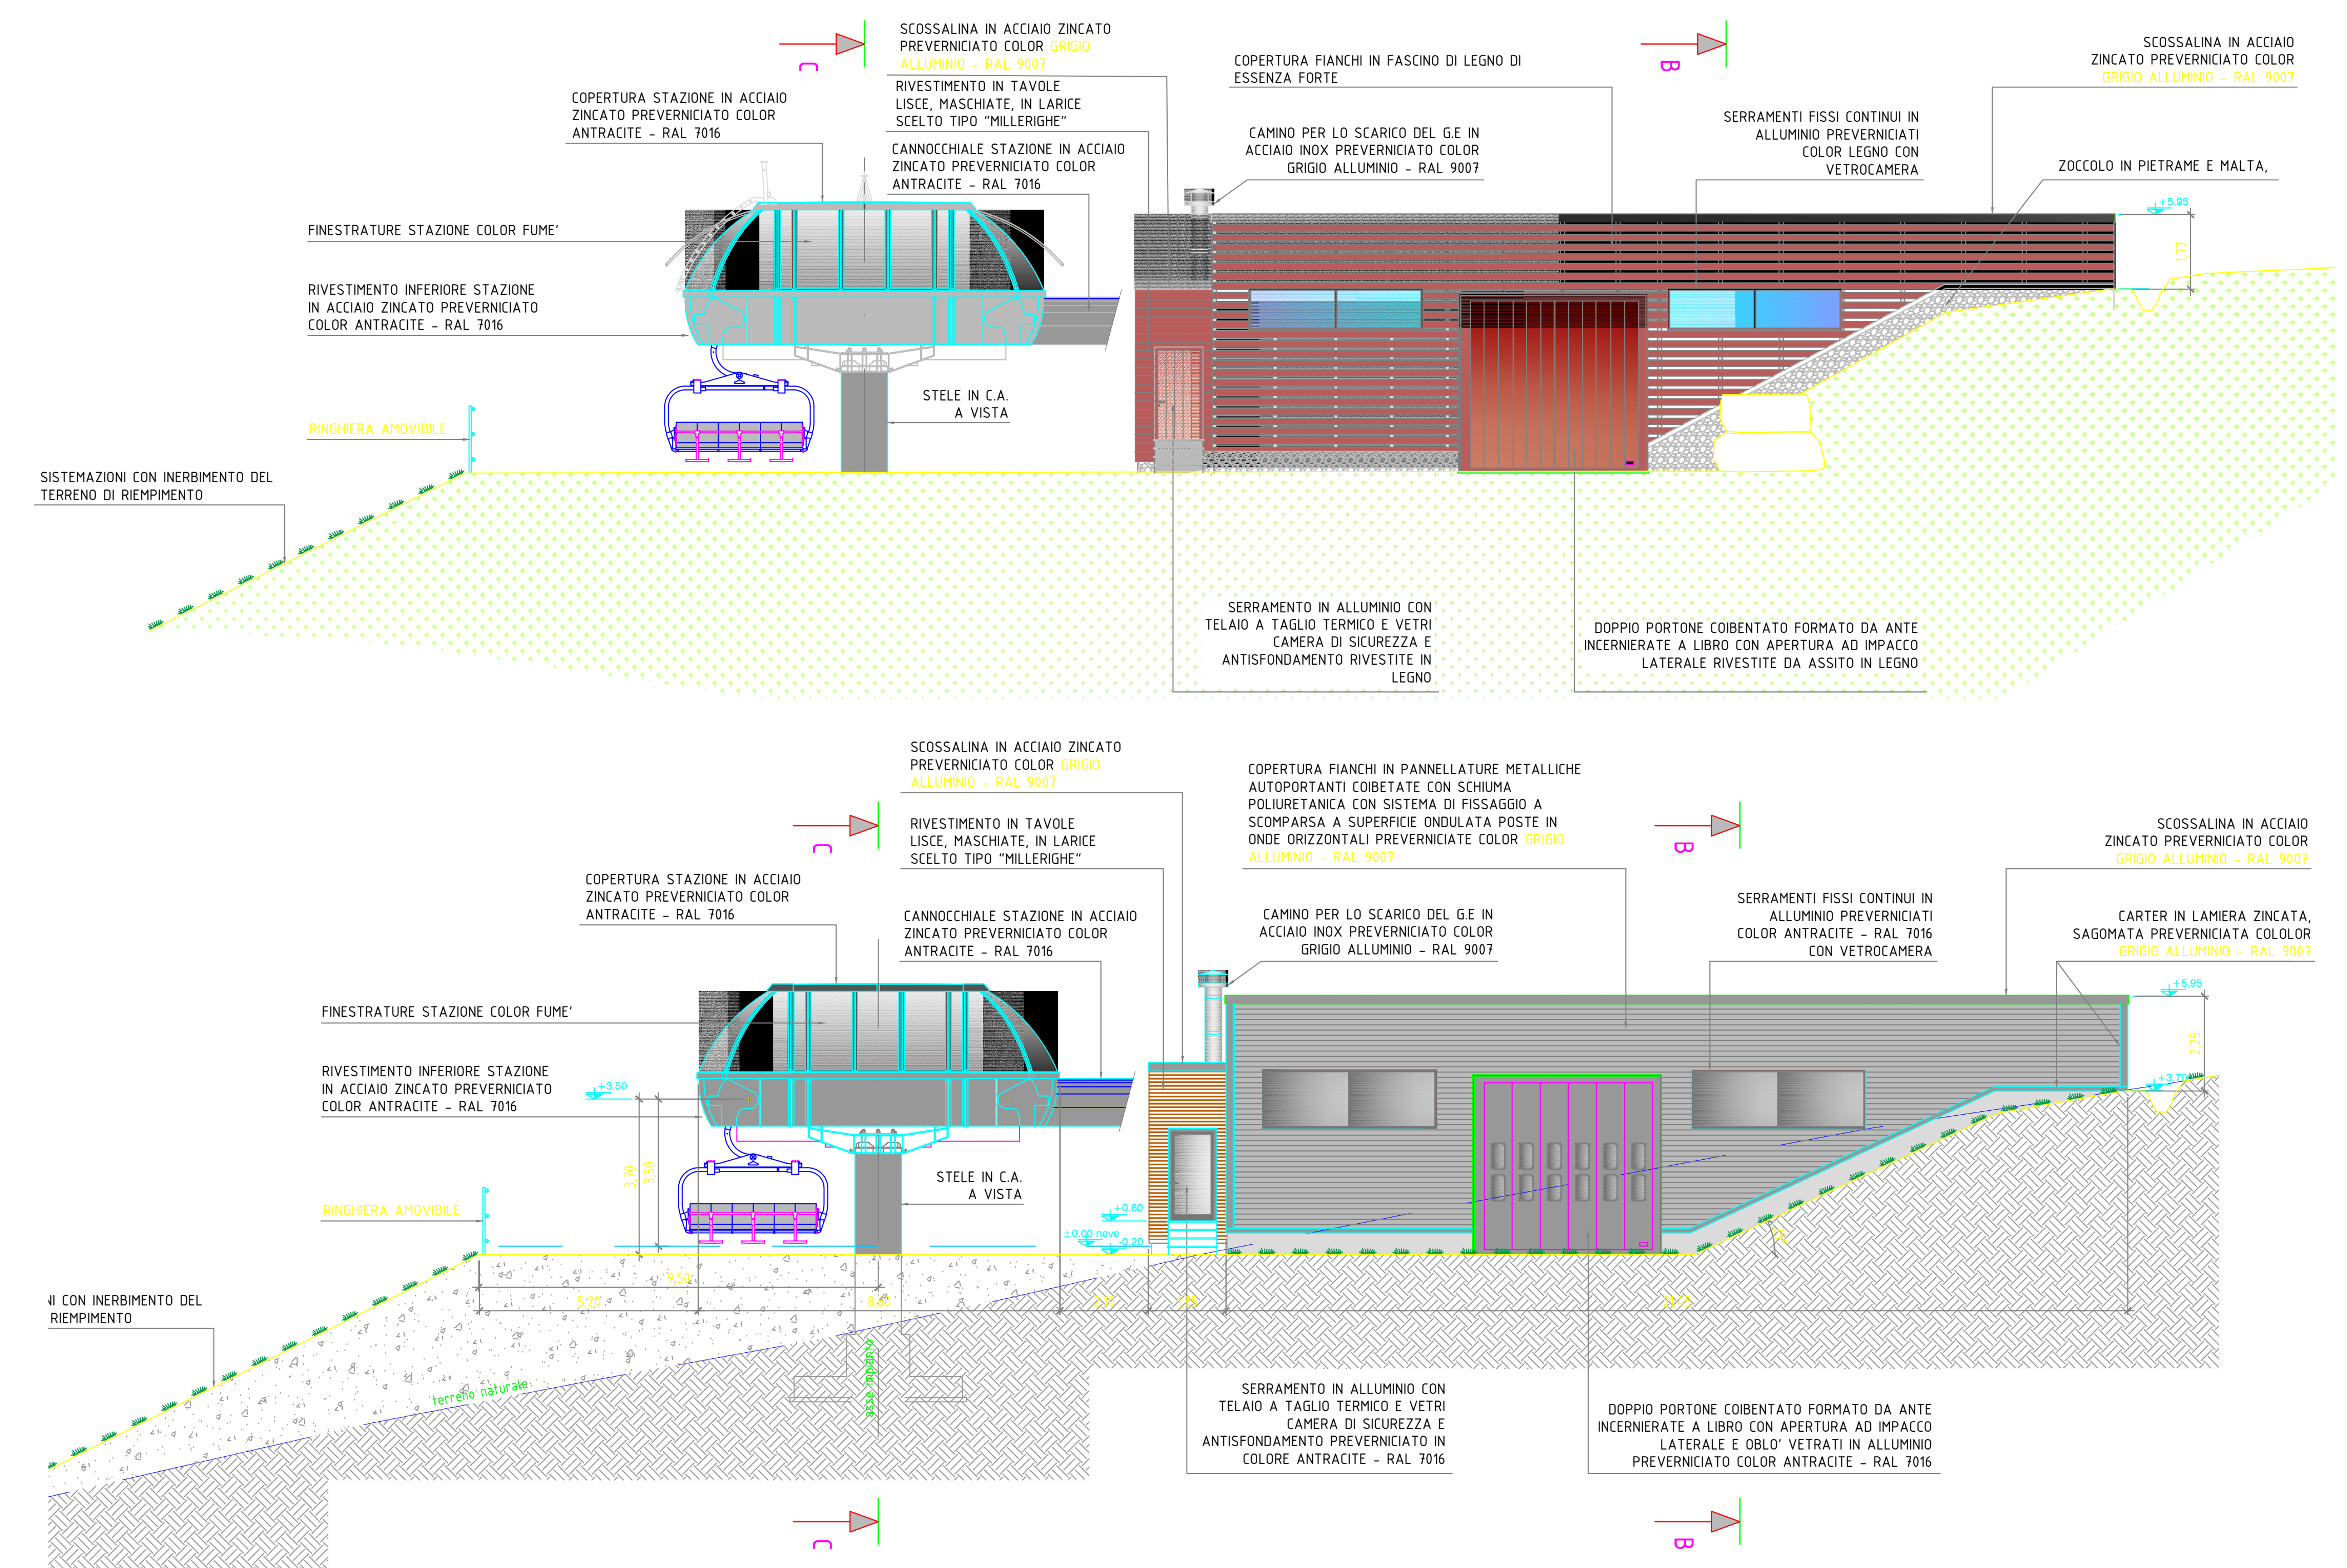 SCOSSALINA IN ACCIAIO ZINCATO
PREVERNICIATO COLOR GRIGIO
ALLUMINIO - RAL 9007
C
B
COPERTURA FIANCHI IN FASCINO DI LEGNO DI
ESSENZA FORTE
SCOSSALINA IN ACCIAIO
ZINCATO PREVERNICIATO COLOR
GRIGIO ALLUMINIO - RAL 9007
RIVESTIMENTO IN TAVOLE
LISCE, MASCHIATE, IN LARICE
SCELTO TIPO "MILLERIGHE"
COPERTURA STAZIONE IN ACCIAIO
ZINCATO PREVERNICIATO COLOR
ANTRACITE - RAL 7016
CAMINO PER LO SCARICO DEL G.E IN
ACCIAIO INOX PREVERNICIATO COLOR
GRIGIO ALLUMINIO - RAL 9007
SERRAMENTI FISSI CONTINUI IN
ALLUMINIO PREVERNICIATI
COLOR LEGNO CON
VETROCAMERA
CANNOCCHIALE STAZIONE IN ACCIAIO
ZINCATO PREVERNICIATO COLOR
ANTRACITE - RAL 7016
ZOCCOLO IN PIETRAME E MALTA,
+5.95
1,77
FINESTRATURE STAZIONE COLOR FUME'
RIVESTIMENTO INFERIORE STAZIONE
IN ACCIAIO ZINCATO PREVERNICIATO
COLOR ANTRACITE - RAL 7016
STELE IN C.A.
A VISTA
RINGHIERA AMOVIBILE
SISTEMAZIONI CON INERBIMENTO DEL
TERRENO DI RIEMPIMENTO
SERRAMENTO IN ALLUMINIO CON
TELAIO A TAGLIO TERMICO E VETRI
CAMERA DI SICUREZZA E
ANTISFONDAMENTO RIVESTITE IN
LEGNO
DOPPIO PORTONE COIBENTATO FORMATO DA ANTE
INCERNIERATE A LIBRO CON APERTURA AD IMPACCO
LATERALE RIVESTITE DA ASSITO IN LEGNO
SCOSSALINA IN ACCIAIO ZINCATO
PREVERNICIATO COLOR GRIGIO
ALLUMINIO - RAL 9007
COPERTURA FIANCHI IN PANNELLATURE METALLICHE
AUTOPORTANTI COIBETATE CON SCHIUMA
POLIURETANICA CON SISTEMA DI FISSAGGIO A
SCOMPARSA A SUPERFICIE ONDULATA POSTE IN
ONDE ORIZZONTALI PREVERNICIATE COLOR GRIGIO
ALLUMINIO - RAL 9007
C
B
RIVESTIMENTO IN TAVOLE
LISCE, MASCHIATE, IN LARICE
SCELTO TIPO "MILLERIGHE"
SCOSSALINA IN ACCIAIO
ZINCATO PREVERNICIATO COLOR
GRIGIO ALLUMINIO - RAL 9007
COPERTURA STAZIONE IN ACCIAIO
ZINCATO PREVERNICIATO COLOR
ANTRACITE - RAL 7016
CANNOCCHIALE STAZIONE IN ACCIAIO
ZINCATO PREVERNICIATO COLOR
ANTRACITE - RAL 7016
CAMINO PER LO SCARICO DEL G.E IN
ACCIAIO INOX PREVERNICIATO COLOR
GRIGIO ALLUMINIO - RAL 9007
SERRAMENTI FISSI CONTINUI IN
ALLUMINIO PREVERNICIATI
COLOR ANTRACITE - RAL 7016
CON VETROCAMERA
CARTER IN LAMIERA ZINCATA,
SAGOMATA PREVERNICIATA COLOLOR
GRIGIO ALLUMINIO - RAL 9007
+5.95
2,25
+3.70
FINESTRATURE STAZIONE COLOR FUME'
RIVESTIMENTO INFERIORE STAZIONE
IN ACCIAIO ZINCATO PREVERNICIATO
COLOR ANTRACITE - RAL 7016
+3.50
3,70
3,50
STELE IN C.A.
A VISTA
RINGHIERA AMOVIBILE
+0.60
±0.00 neve
-0.20
9,50
5,20
NI CON INERBIMENTO DEL
RIEMPIMENTO
terreno naturale
asse impianto
SERRAMENTO IN ALLUMINIO CON
TELAIO A TAGLIO TERMICO E VETRI
CAMERA DI SICUREZZA E
ANTISFONDAMENTO PREVERNICIATO IN
COLORE ANTRACITE - RAL 7016
DOPPIO PORTONE COIBENTATO FORMATO DA ANTE
INCERNIERATE A LIBRO CON APERTURA AD IMPACCO
LATERALE E OBLO' VETRATI IN ALLUMINIO
PREVERNICIATO COLOR ANTRACITE - RAL 7016
C
B